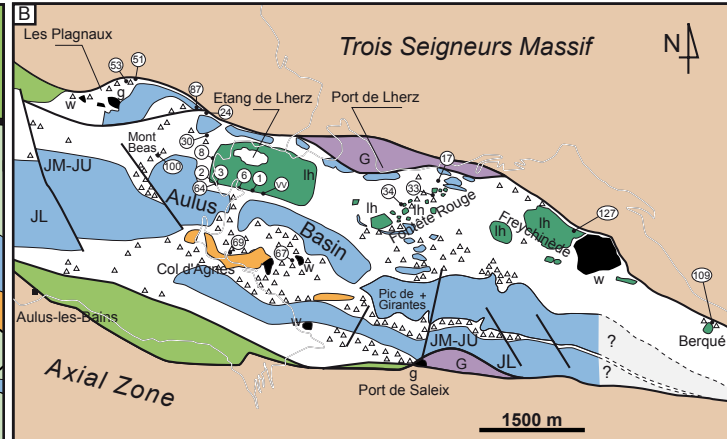 B
Les Plagnaux
Trois Seigneurs Massif
N
53
51
w
g
87
24
Etang de Lherz
Port de Lherz
30
Mont
Beas
8
100
lh
G
17
2
3
6
1
vv
64
34
33
lh
lh
lh
lh
127
JM-JU
JL
Aulus
Basin
Fontête Rouge
Freychinède
69
67
w
w
Col d'Agnes
109
Aulus-les-Bains
w
Pic de +
Girantes
JM-JU
JL
?
?
Berqué
Axial Zone
g
G
Port de Saleix
1500 m